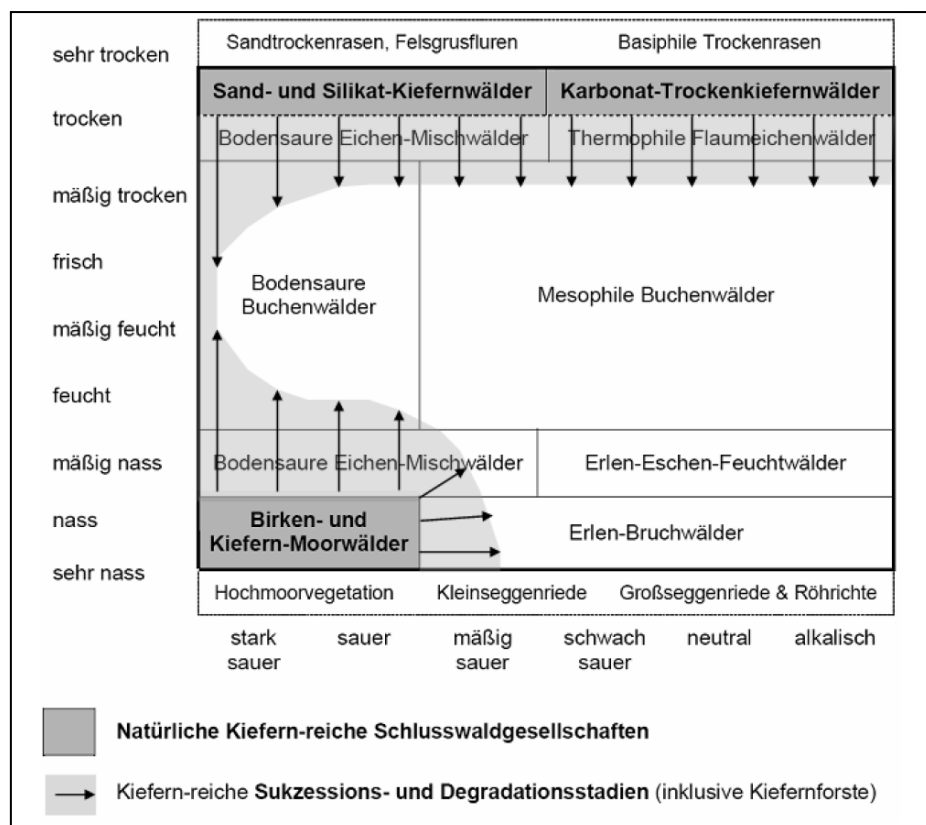 sehr trocken
Sandtrockenrasen, Felsgrusfluren
Basiphile Trockenrasen
Sand- und Silikat-Kiefernwälder
Karbonat-Trockenkiefernwälder
trocken
Bodensaure Eichen-Mischwälder
Thermophile Flaumeichenwälder
mäßig trocken
frisch
Bodensaure
Buchenwälder
Mesophile Buchenwälder
mäßig feucht
feucht
mäßig nass
Bodensaure Eichen-Mischwälder
Erlen-Eschen-Feuchtwälder
nass
Birken- und
Kiefern-Moorwälder
Erlen-Bruchwälder
sehr nass
Hochmoorvegetation
Kleinseggenriede
Großseggenriede & Röhrichte
stark
sauer
sauer
mäßig
sauer
schwach
sauer
neutral
alkalisch
Natürliche Kiefern-reiche Schlusswaldgesellschaften
Kiefern-reiche Sukzessions- und Degradationsstadien (inklusive Kiefernforste)